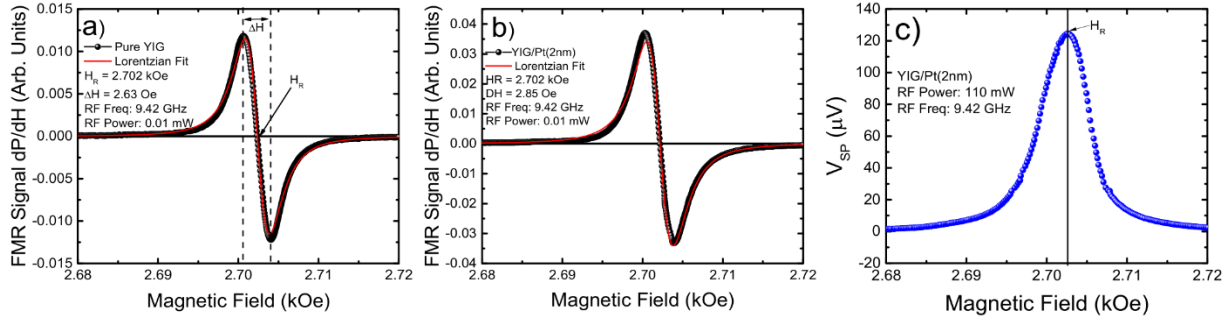 a)
ΔH
Pure YIG
Lorentzian Fit
H_R = 2.702 kOe
ΔH = 2.63 Oe
RF Freq: 9.42 GHz
RF Power: 0.01 mW
H_R
0.015
0.010
0.005
0.000
-0.005
-0.010
-0.015
FMR Signal dP/dH (Arb. Units)
2.68 2.69 2.70 2.71 2.72
Magnetic Field (kOe)
b)
YIG/Pt(2nm)
Lorentzian Fit
HR = 2.702 kOe
DH = 2.85 Oe
RF Freq: 9.42 GHz
RF Power: 0.01 mW
0.04
0.03
0.02
0.01
0.00
-0.01
-0.02
-0.03
-0.04
FMR Signal dP/dH (Arb. Units)
2.68 2.69 2.70 2.71 2.72
Magnetic Field (kOe)
c)
H_R
YIG/Pt(2nm)
RF Power: 110 mW
RF Freq: 9.42 GHz
140
120
100
80
60
40
20
0
-20
V_SP (μV)
2.68 2.69 2.70 2.71 2.72
Magnetic Field (kOe)